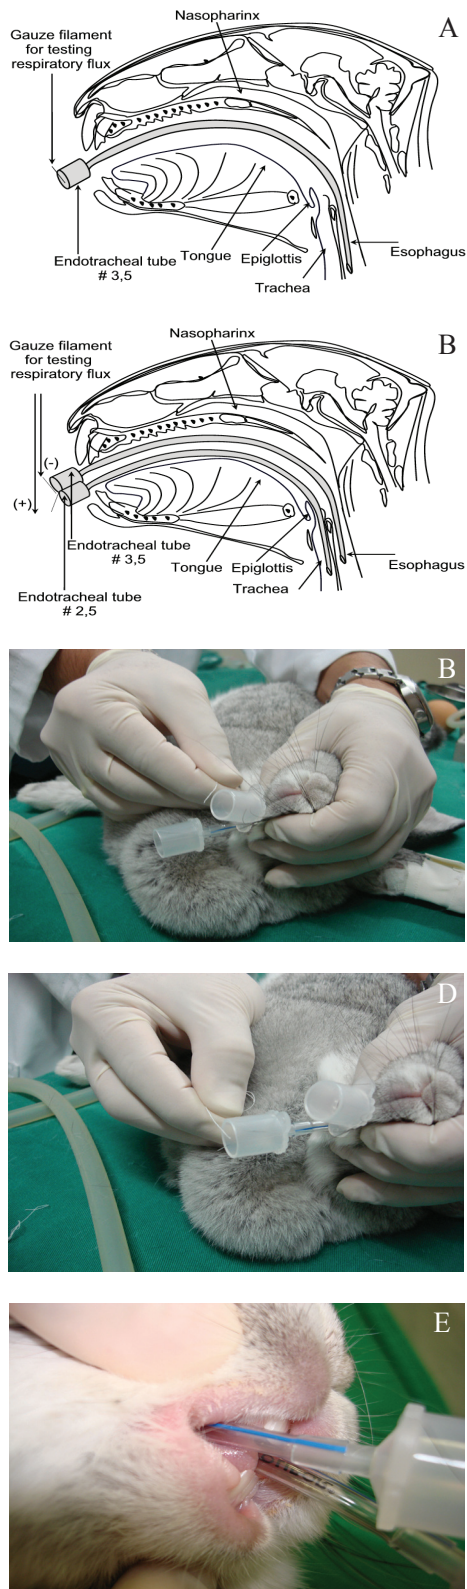 Nasopharinx
A
Gauze filament
for testing
respiratory flux
Endotracheal tube
# 3,5
Tongue
Epiglottis
Trachea
Esophagus
Nasopharinx
B
Gauze filament
for testing
respiratory flux
(-)
(+)
Endotracheal tube
# 3,5
Endotracheal tube
# 2,5
Tongue
Epiglottis
Trachea
Esophagus
B
D
E